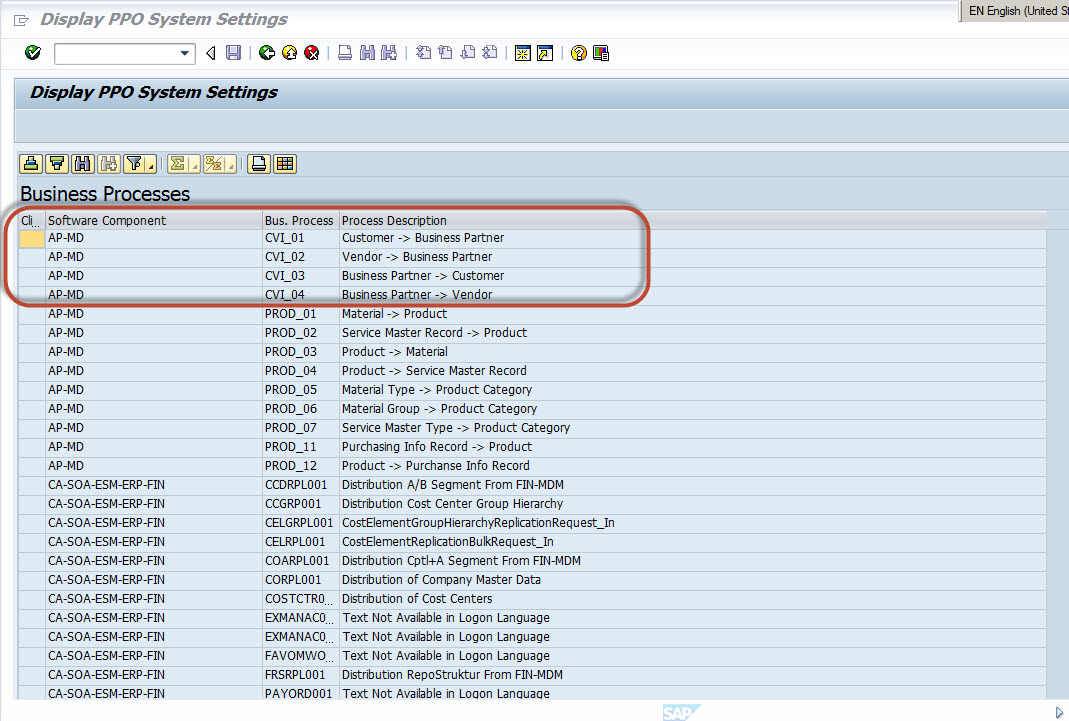 Display PPO System Settings
EN English (United St
Display PPO System Settings
Business Processes
Cli... Software Component Bus. Process Process Description
AP-MD CVI_01 Customer -> Business Partner
AP-MD CVI_02 Vendor -> Business Partner
AP-MD CVI_03 Business Partner -> Customer
AP-MD CVI_04 Business Partner -> Vendor
AP-MD PROD_01 Material -> Product
AP-MD PROD_02 Service Master Record -> Product
AP-MD PROD_03 Product -> Material
AP-MD PROD_04 Product -> Service Master Record
AP-MD PROD_05 Material Type -> Product Category
AP-MD PROD_06 Material Group -> Product Category
AP-MD PROD_07 Service Master Type -> Product Category
AP-MD PROD_11 Purchasing Info Record -> Product
AP-MD PROD_12 Product -> Purchanse Info Record
CA-SOA-ESM-ERP-FIN CCDRPL001 Distribution A/B Segment From FIN-MDM
CA-SOA-ESM-ERP-FIN CCGRP001 Distribution Cost Center Group Hierarchy
CA-SOA-ESM-ERP-FIN CELGRPL001 CostElementGroupHierarchyReplicationRequest_In
CA-SOA-ESM-ERP-FIN CELRPL001 CostElementReplicationBulkRequest_In
CA-SOA-ESM-ERP-FIN COARPL001 Distribution Cptl+A Segment From FIN-MDM
CA-SOA-ESM-ERP-FIN CORPL001 Distribution of Company Master Data
CA-SOA-ESM-ERP-FIN COSTCTR0... Distribution of Cost Centers
CA-SOA-ESM-ERP-FIN EXMANAC0... Text Not Available in Logon Language
CA-SOA-ESM-ERP-FIN EXMANAC0... Text Not Available in Logon Language
CA-SOA-ESM-ERP-FIN FAVOMWO... Text Not Available in Logon Language
CA-SOA-ESM-ERP-FIN FRSRPL001 Distribution RepoStruktur From FIN-MDM
CA-SOA-ESM-ERP-FIN PAYORD001 Text Not Available in Logon Language
SAP